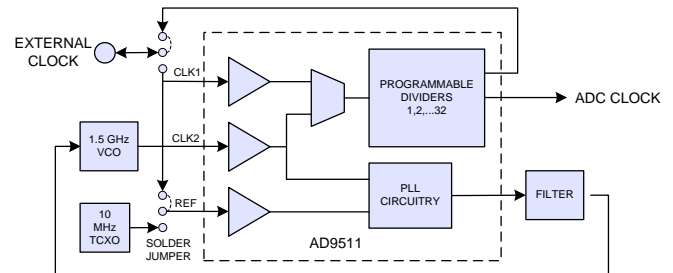 EXTERNAL
CLOCK
CLK1
PROGRAMMABLE
DIVIDERS
1,2,...32
ADC CLOCK
1.5 GHz
VCO
CLK2
PLL
CIRCUITRY
FILTER
REF
10
MHz
TCXO
SOLDER
JUMPER
AD9511